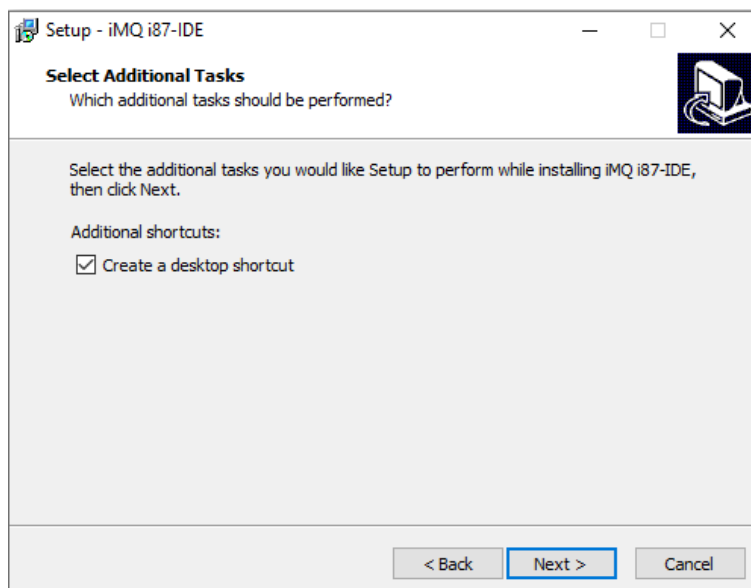 Setup - iMQ i87-IDE
Select Additional Tasks
Which additional tasks should be performed?
Select the additional tasks you would like Setup to perform while installing iMQ i87-IDE,
then click Next.
Additional shortcuts:
Create a desktop shortcut
< Back
Next >
Cancel